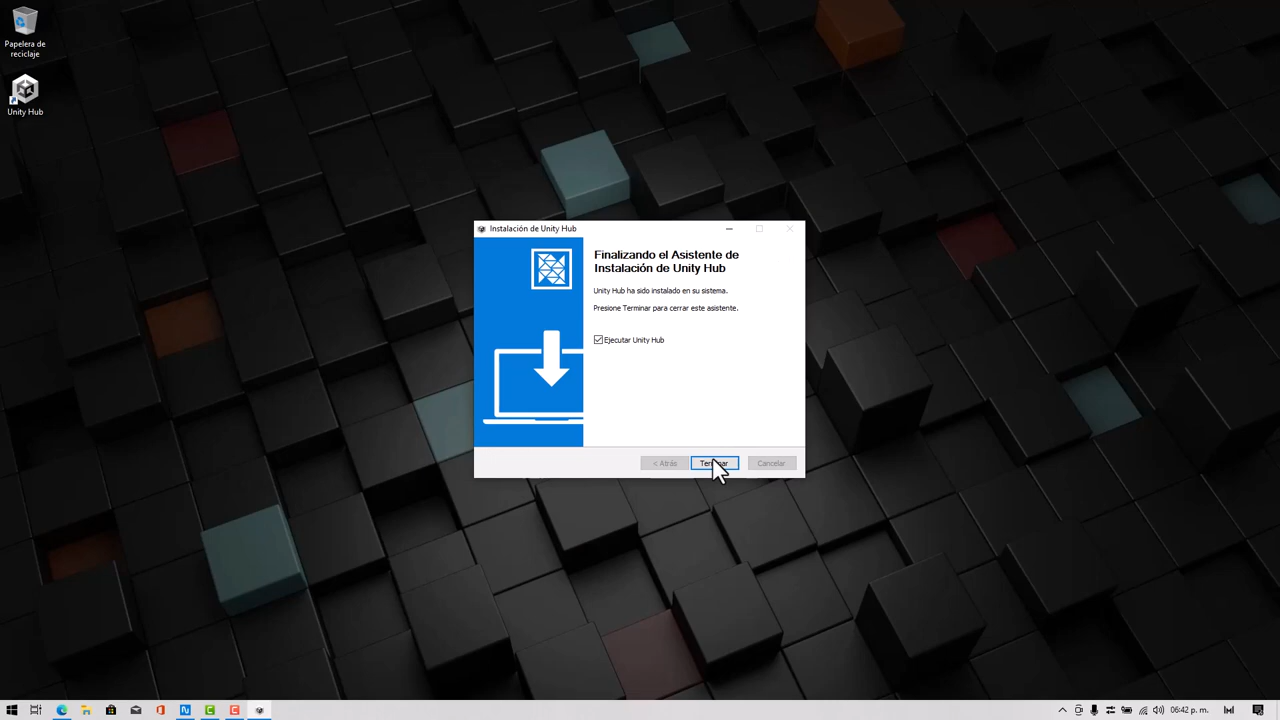 Papelera de
reciclaje
Unity Hub
Instalación de Unity Hub
Finalizando el Asistente de
Instalación de Unity Hub
Unity Hub ha sido instalado en su sistema.
Presione Terminar para cerrar este asistente.
Ejecutar Unity Hub
< Atrás
Terminar
Cancelar
06:42 p. m.